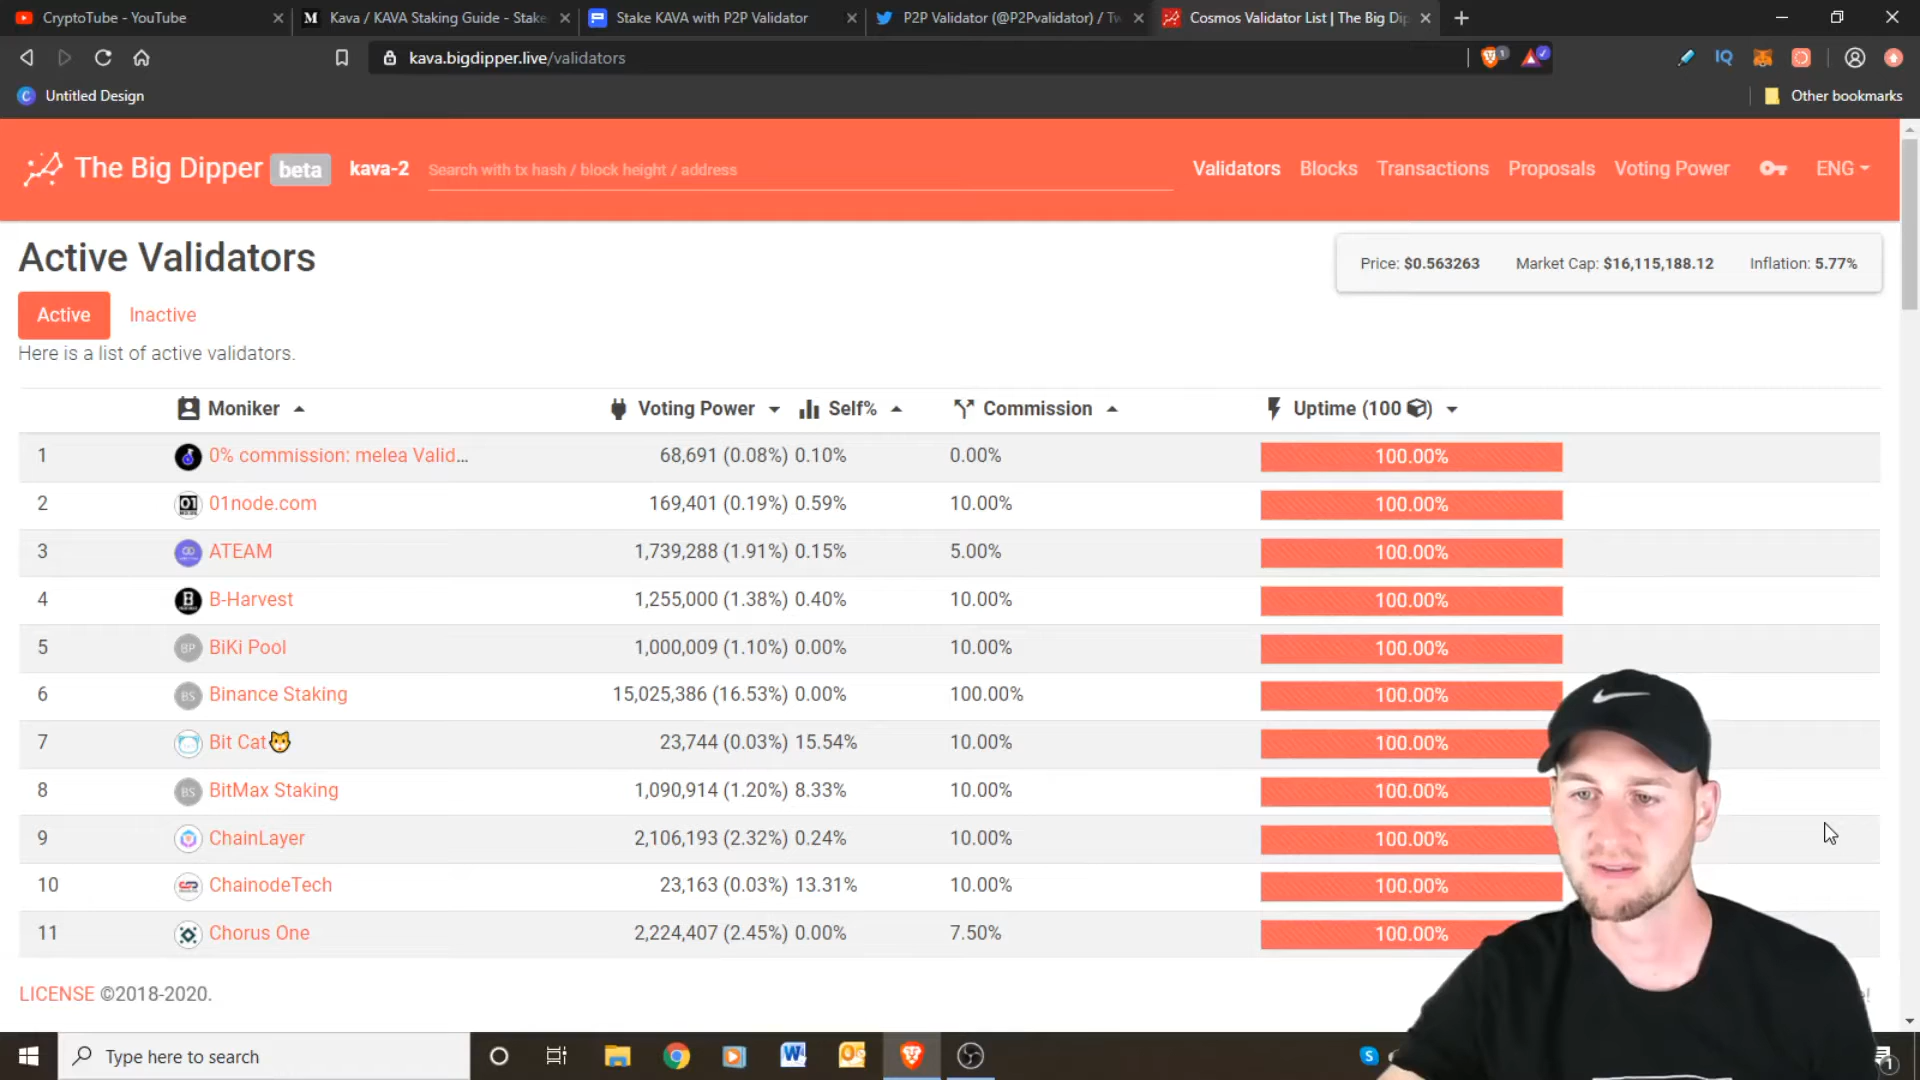 CryptoTube - YouTube
Kava / KAVA Staking Guide - Stake
Stake KAVA with P2P Validator
P2P Validator (@P2Pvalidator) / Tw
Cosmos Validator List | The Big Dip
kava.bigdipper.live/validators
Untitled Design
Other bookmarks
The Big Dipper beta kava-2 Search with tx hash / block height / address Validators Blocks Transactions Proposals Voting Power ENG
Active Validators
Price: $0.563263 Market Cap: $16,115,188.12 Inflation: 5.77%
Active Inactive
Here is a list of active validators.
Moniker Voting Power Self% Commission Uptime (100 )
1 0% commission: melea Valid... 68,691 (0.08%) 0.10% 0.00% 100.00%
2 01node.com 169,401 (0.19%) 0.59% 10.00% 100.00%
3 ATEAM 1,739,288 (1.91%) 0.15% 5.00% 100.00%
4 B-Harvest 1,255,000 (1.38%) 0.40% 10.00% 100.00%
5 BP BiKi Pool 1,000,009 (1.10%) 0.00% 10.00% 100.00%
6 BS Binance Staking 15,025,386 (16.53%) 0.00% 100.00% 100.00%
7 Bit Cat🐱 23,744 (0.03%) 15.54% 10.00% 100.00%
8 BS BitMax Staking 1,090,914 (1.20%) 8.33% 10.00% 100.00%
9 ChainLayer 2,106,193 (2.32%) 0.24% 10.00% 100.00%
10 ChainodeTech 23,163 (0.03%) 13.31% 10.00% 100.00%
11 Chorus One 2,224,407 (2.45%) 0.00% 7.50% 100.00%
LICENSE ©2018-2020.
Type here to search